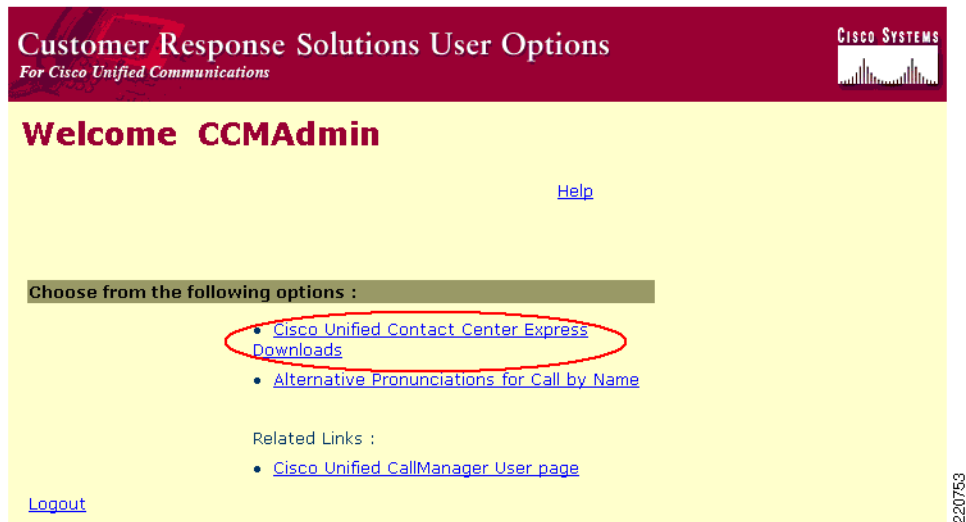 Customer Response Solutions User Options
For Cisco Unified Communications
CISCO SYSTEMS
Welcome CCMAdmin
Help
Choose from the following options :
• Cisco Unified Contact Center Express
Downloads
• Alternative Pronunciations for Call by Name
Related Links :
• Cisco Unified CallManager User page
Logout
220753